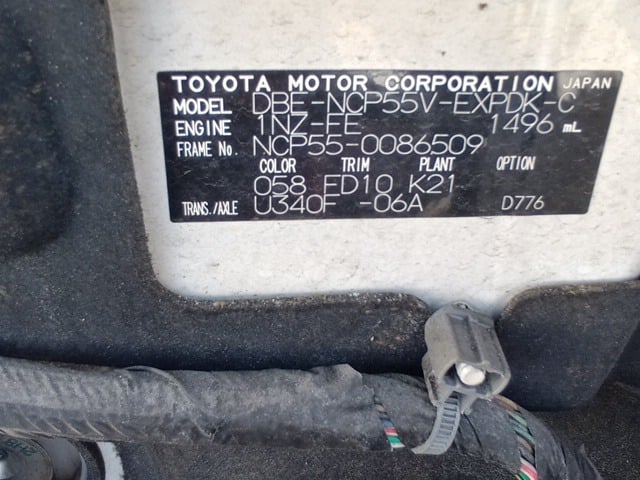 TOYOTA MOTOR CORPORATION JAPAN
MODEL DBE-NCP55V-EXPDK-C
ENGINE 1NZ-FE 1496 mL
FRAME No. NCP55-0086509
COLOR TRIM PLANT OPTION
058 FD10 K21
TRANS./AXLE U340F -06A D776